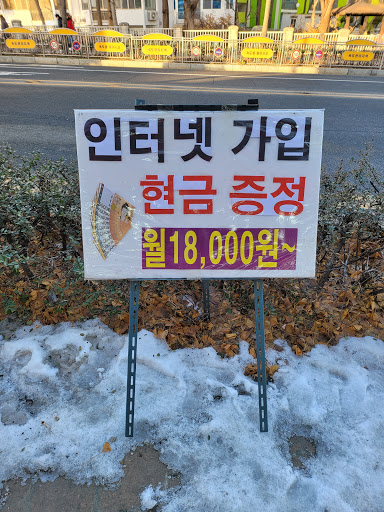 인터넷 가입
현금 증정
월18,000원~